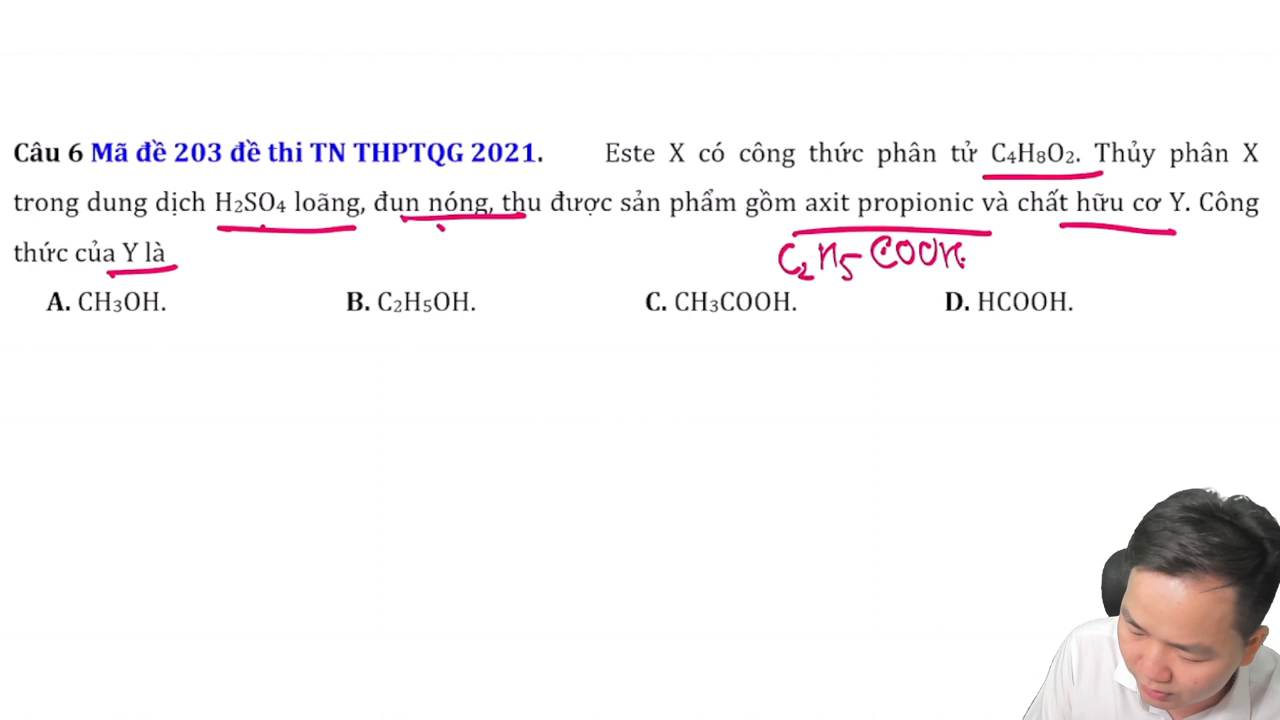 Câu 6 Mã đề 203 đề thi TN THPTQG 2021. Este X có công thức phân tử C₄H₈O₂. Thủy phân X
trong dung dịch H₂SO₄ loãng, đun nóng, thu được sản phẩm gồm axit propionic và chất hữu cơ Y. Công
thức của Y là
C₂H₅COOH
A. CH₃OH. B. C₂H₅OH. C. CH₃COOH. D. HCOOH.